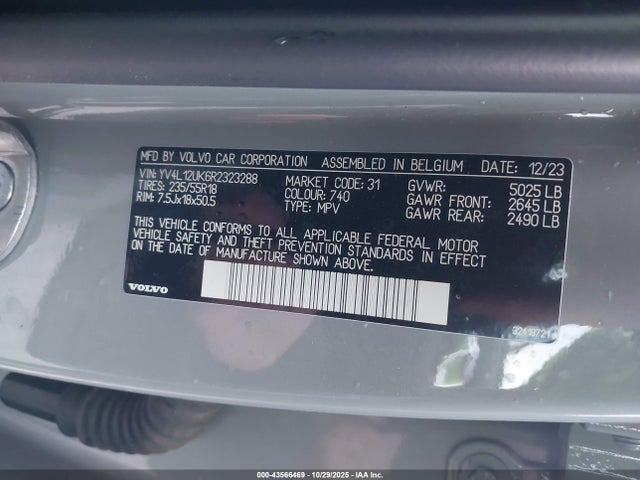 MFD BY VOLVO CAR CORPORATION ASSEMBLED IN BELGIUM DATE: 12/23
VIN: YV4L12UK6R2323288 MARKET CODE: 31 GVWR: 5025 LB
TIRES: 235/55R18 COLOUR: 740 GAWR FRONT: 2645 LB
RIM: 7.5Jx18x50.5 TYPE: MPV GAWR REAR: 2490 LB
THIS VEHICLE CONFORMS TO ALL APPLICABLE FEDERAL MOTOR
VEHICLE SAFETY AND THEFT PREVENTION STANDARDS IN EFFECT
ON THE DATE OF MANUFACTURE SHOWN ABOVE.
VOLVO
000-43566469 - 10/29/2025 - IAA Inc.